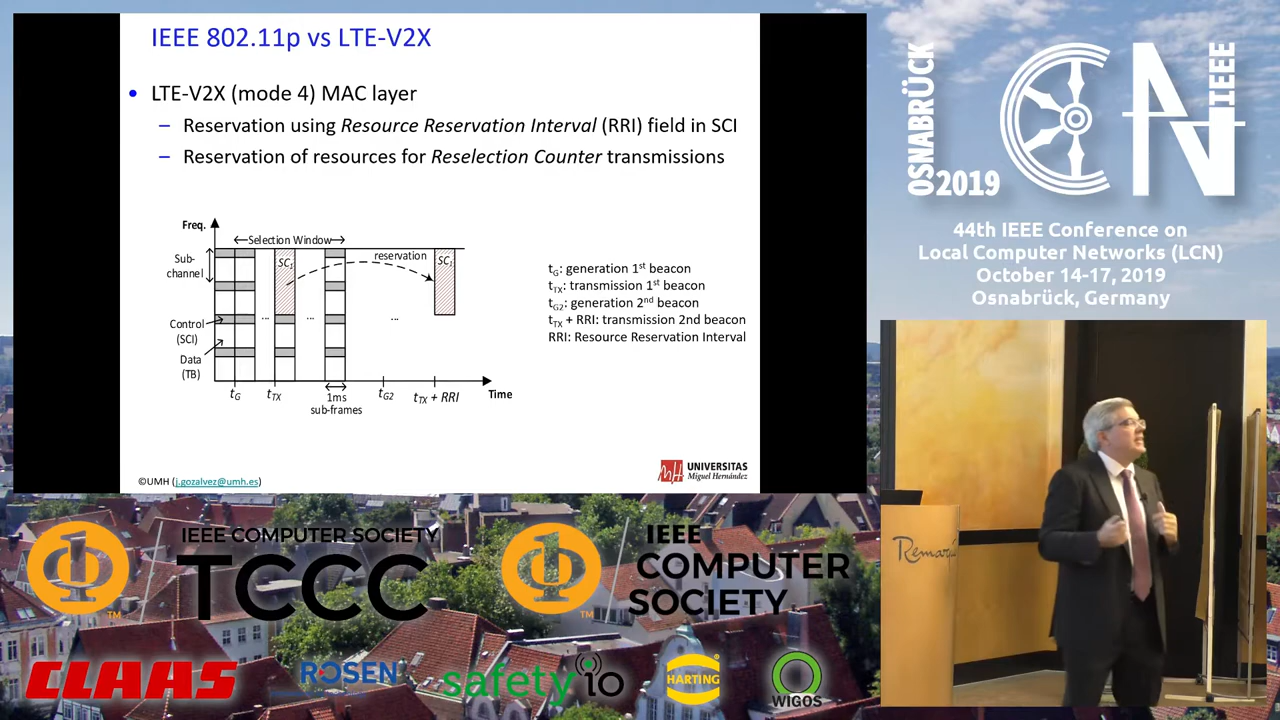 IEEE 802.11p vs LTE-V2X
• LTE-V2X (mode 4) MAC layer
– Reservation using Resource Reservation Interval (RRI) field in SCI
– Reservation of resources for Reselection Counter transmissions
Freq.
Selection Window
Sub-
channel
SC₁
reservation
SC₁
Control
(SCI)
Data
(TB)
...
...
...
tG
tTX
1ms
sub-frames
tG2
tTX + RRI
Time
tG: generation 1st beacon
tTX: transmission 1st beacon
tG2: generation 2nd beacon
tTX + RRI: transmission 2nd beacon
RRI: Resource Reservation Interval
©UMH (j.gozalvez@umh.es)
UNIVERSITAS
Miguel Hernández
OSNABRÜCK
2019
LCN
IEEE
44th IEEE Conference on
Local Computer Networks (LCN)
October 14-17, 2019
Osnabrück, Germany
IEEE COMPUTER SOCIETY
TCCC
TM
IEEE
COMPUTER
SOCIETY
TM
CLAAS
ROSEN
safety io
HARTING
WIGOS